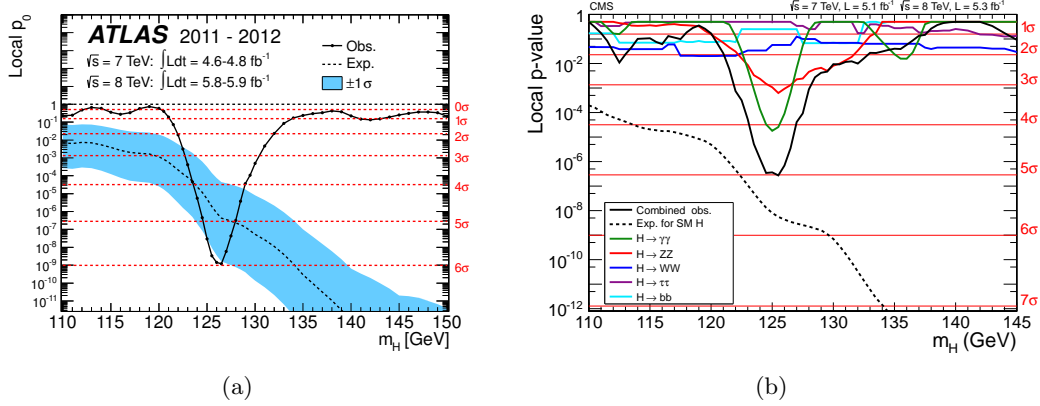 ATLAS 2011 - 2012
√s = 7 TeV: ∫Ldt = 4.6-4.8 fb⁻¹
√s = 8 TeV: ∫Ldt = 5.8-5.9 fb⁻¹
Obs.
Exp.
±1σ
Local p₀
1
10⁻¹
10⁻²
10⁻³
10⁻⁴
10⁻⁵
10⁻⁶
10⁻⁷
10⁻⁸
10⁻⁹
10⁻¹⁰
10⁻¹¹
0σ
1σ
2σ
3σ
4σ
5σ
6σ
110 115 120 125 130 135 140 145 150
m_H [GeV]
(a)
CMS √s = 7 TeV, L = 5.1 fb⁻¹ √s = 8 TeV, L = 5.3 fb⁻¹
Local p-value
1
10⁻²
10⁻⁴
10⁻⁶
10⁻⁸
10⁻¹⁰
10⁻¹²
1σ
2σ
3σ
4σ
5σ
6σ
7σ
Combined obs.
Exp. for SM H
H → γγ
H → ZZ
H → WW
H → ττ
H → bb
110 115 120 125 130 135 140 145
m_H (GeV)
(b)